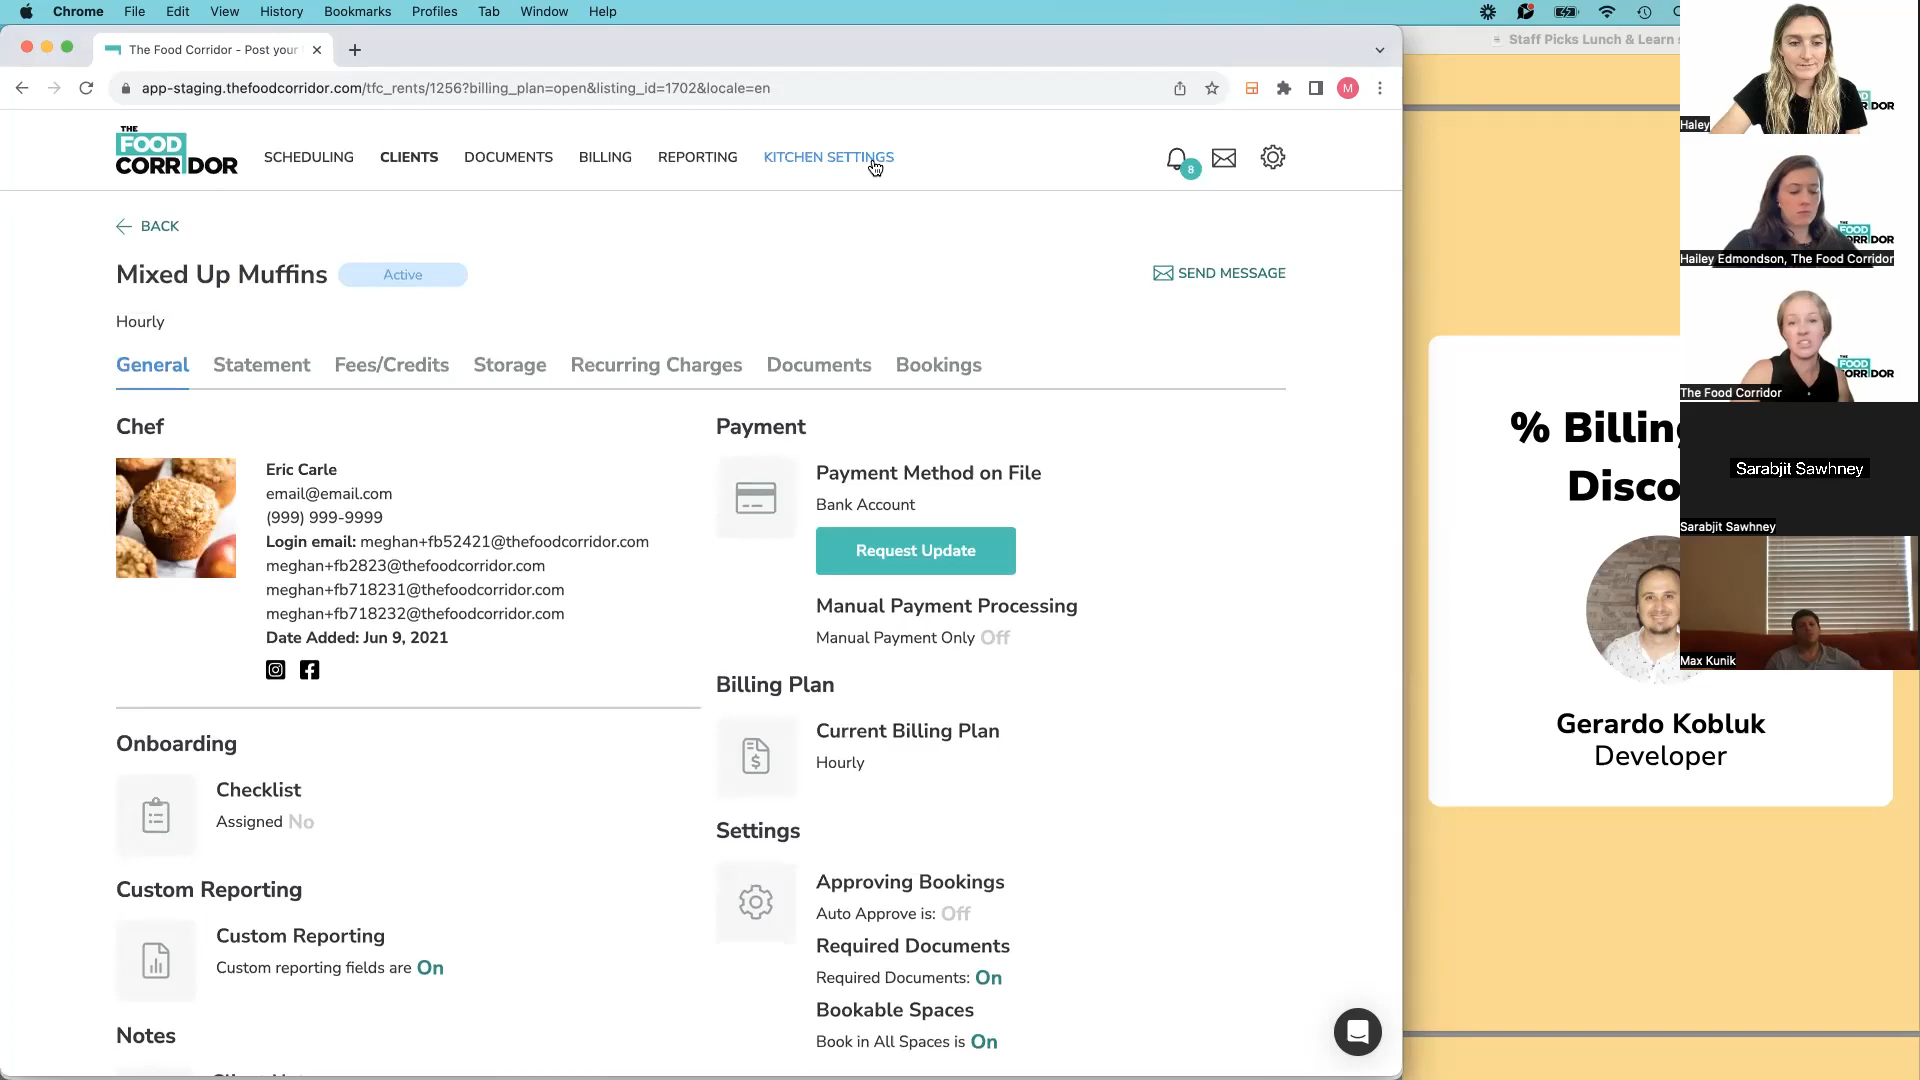 Chrome File Edit View History Bookmarks Profiles Tab Window Help
The Food Corridor - Post your
Staff Picks Lunch & Learn
app-staging.thefoodcorridor.com/tfc_rents/1256?billing_plan=open&listing_id=1702&locale=en
M
THE
FOOD
CORRIDOR
SCHEDULING CLIENTS DOCUMENTS BILLING REPORTING KITCHEN SETTINGS
8
BACK
Mixed Up Muffins
Active
SEND MESSAGE
Hourly
General Statement Fees/Credits Storage Recurring Charges Documents Bookings
Chef
Eric Carle
email@email.com
(999) 999-9999
Login email: meghan+fb52421@thefoodcorridor.com
meghan+fb2823@thefoodcorridor.com
meghan+fb718231@thefoodcorridor.com
meghan+fb718232@thefoodcorridor.com
Date Added: Jun 9, 2021
Onboarding
Checklist
Assigned No
Custom Reporting
Custom Reporting
Custom reporting fields are On
Notes
Payment
Payment Method on File
Bank Account
Request Update
Manual Payment Processing
Manual Payment Only Off
Billing Plan
Current Billing Plan
Hourly
Settings
Approving Bookings
Auto Approve is: Off
Required Documents
Required Documents: On
Bookable Spaces
Book in All Spaces is On
% Billing
Disco
Gerardo Kobluk
Developer
DOR
Haley
THE
FOOD
RRIDOR
Hailey Edmondson, The Food Corridor
THE
FOOD
ORRIDOR
The Food Corridor
Sarabjit Sawhney
Sarabjit Sawhney
Max Kunik